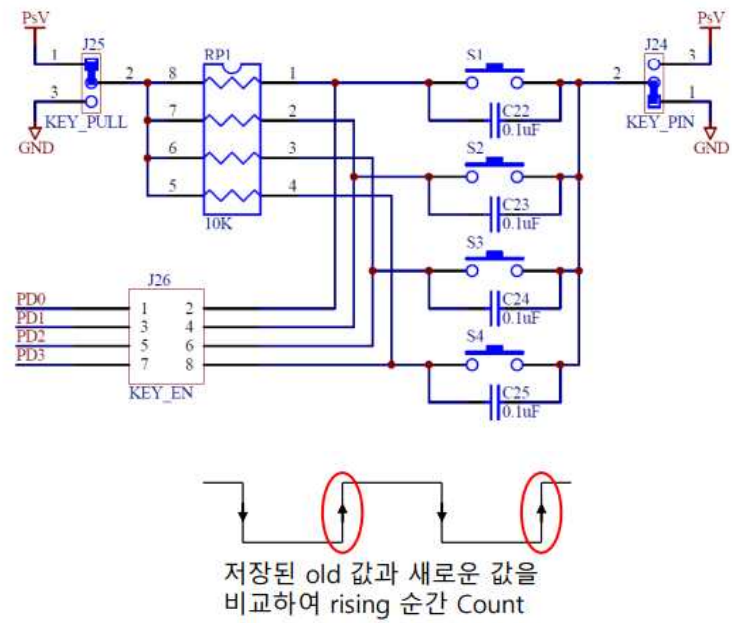 PsV
J25
1
2
3
KEY_PULL
GND
RP1
8
1
7
2
6
3
5
4
10K
S1
C22
0.1uF
S2
C23
0.1uF
S3
C24
0.1uF
S4
C25
0.1uF
PsV
J24
3
2
1
KEY_PIN
GND
J26
PD0
1
2
PD1
3
4
PD2
5
6
PD3
7
8
KEY_EN
저장된 old 값과 새로운 값을
비교하여 rising 순간 Count